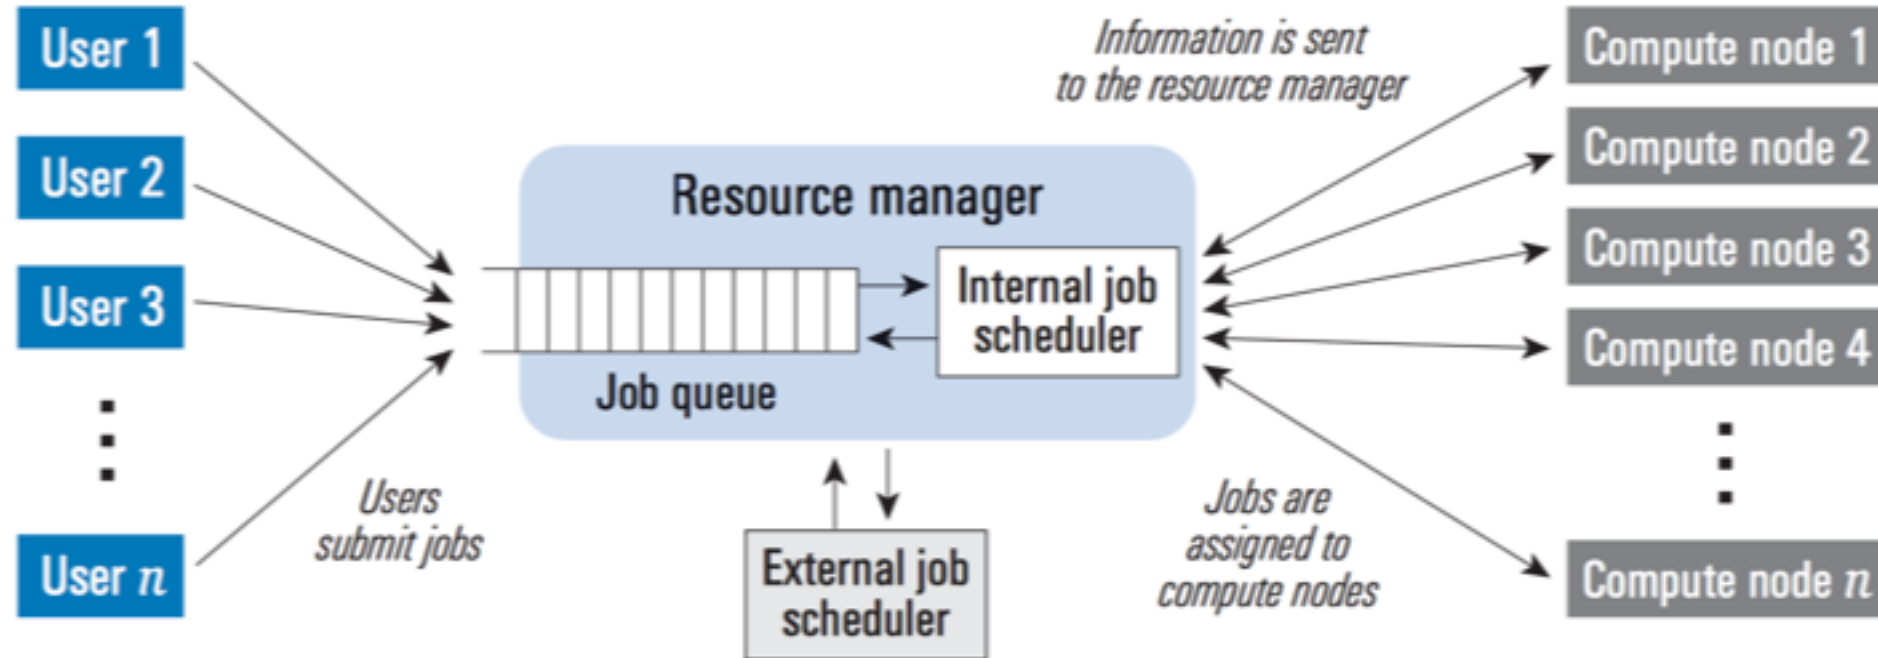 User 1
User 2
User 3
User n
Users
submit jobs
Resource manager
Job queue
Internal job
scheduler
External job
scheduler
Information is sent
to the resource manager
Jobs are
assigned to
compute nodes
Compute node 1
Compute node 2
Compute node 3
Compute node 4
Compute node n